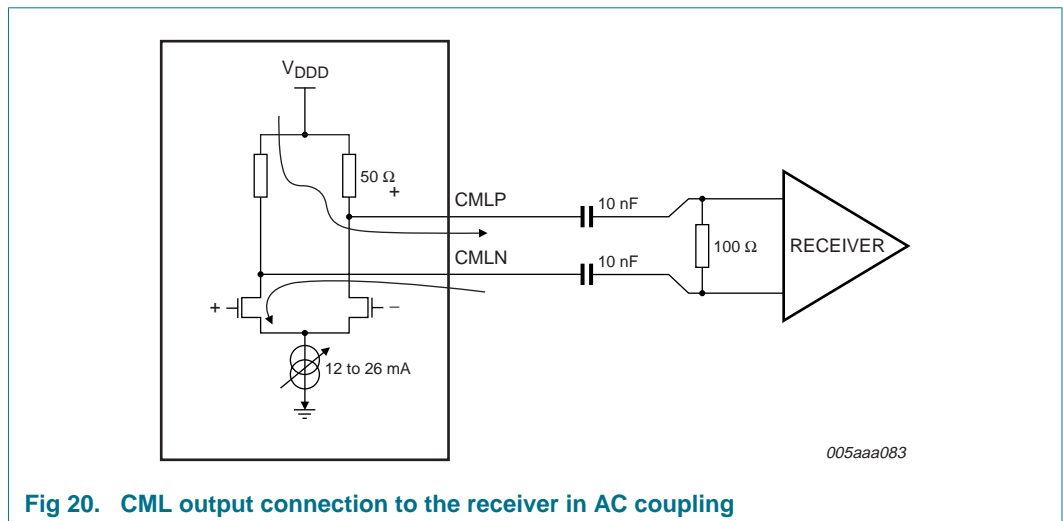 VDDD
50 Ω
+
CMLP
10 nF
CMLN
10 nF
100 Ω
RECEIVER
+
−
12 to 26 mA
005aaa083
Fig 20. CML output connection to the receiver in AC coupling